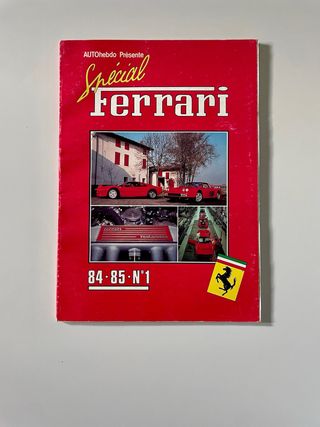 AUTOhebdo Présente
Spécial
Ferrari
84·85·N°1